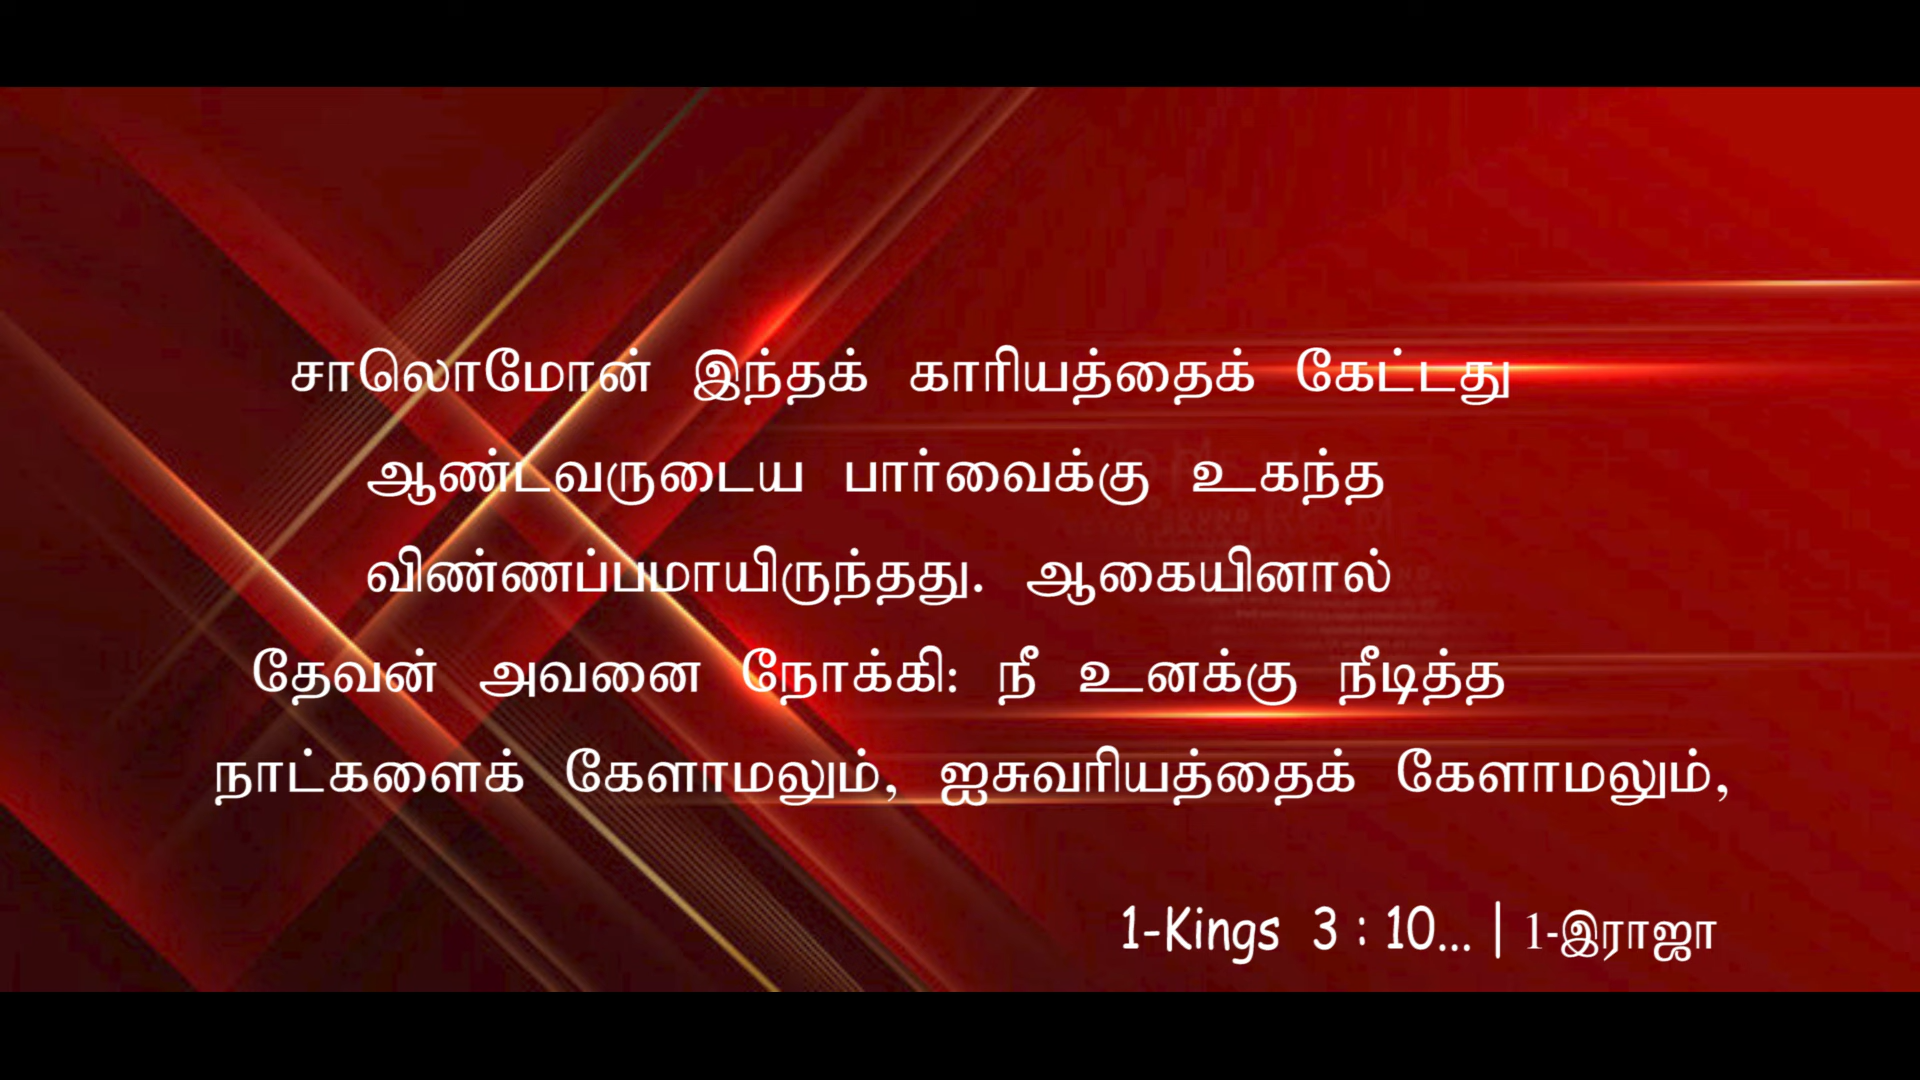 சாலொமோன் இந்தக் காரியத்தைக் கேட்டது
ஆண்டவருடைய பார்வைக்கு உகந்த
விண்ணப்பமாயிருந்தது. ஆகையினால்
தேவன் அவனை நோக்கி: நீ உனக்கு நீடித்த
நாட்களைக் கேளாமலும், ஐசுவரியத்தைக் கேளாமலும்,
1-Kings 3 : 10... | 1-இராஜா